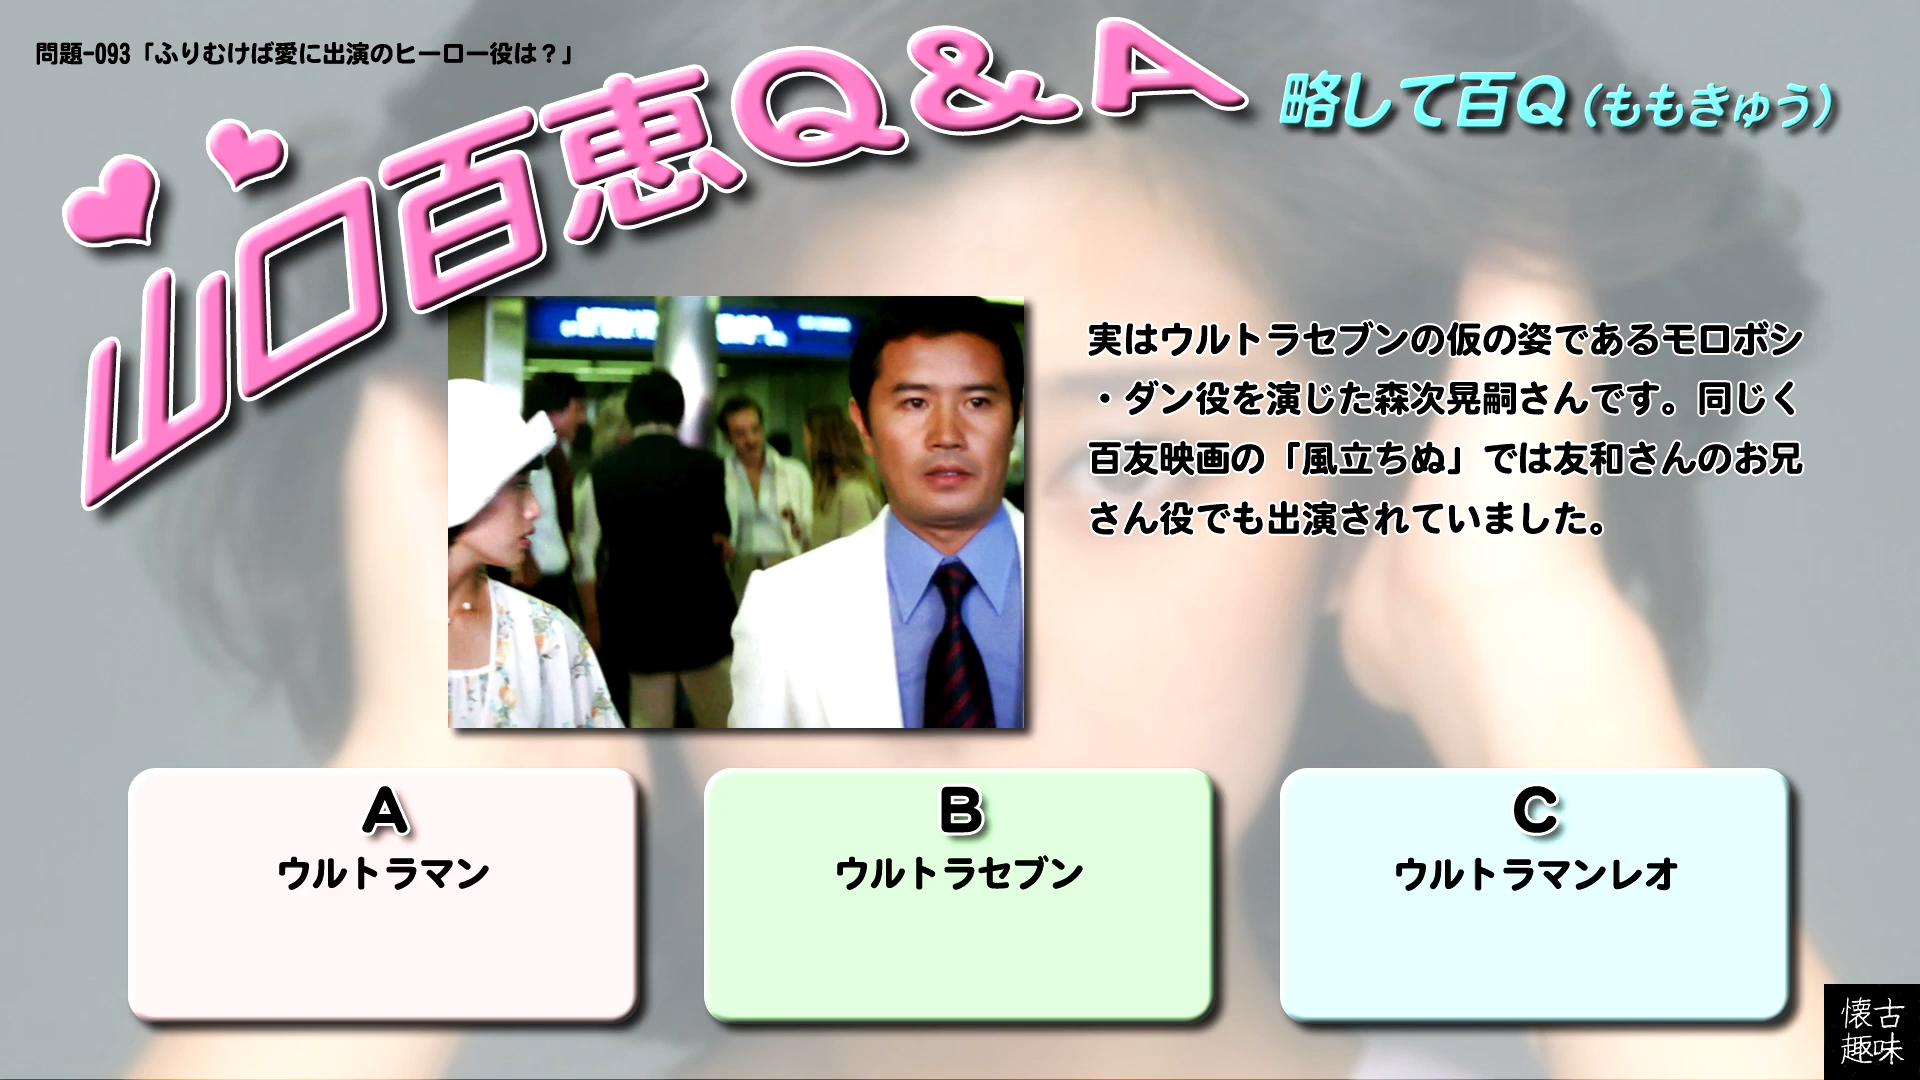 問題-093「ふりむけば愛に出演のヒーロー役は？」
山口百恵Q&A
略して百Q（ももきゅう）
実はウルトラセブンの仮の姿であるモロボシ
・ダン役を演じた森次晃嗣さんです。同じく
百友映画の「風立ちぬ」では友和さんのお兄
さん役でも出演されていました。
A
ウルトラマン
B
ウルトラセブン
C
ウルトラマンレオ
懐古
趣味